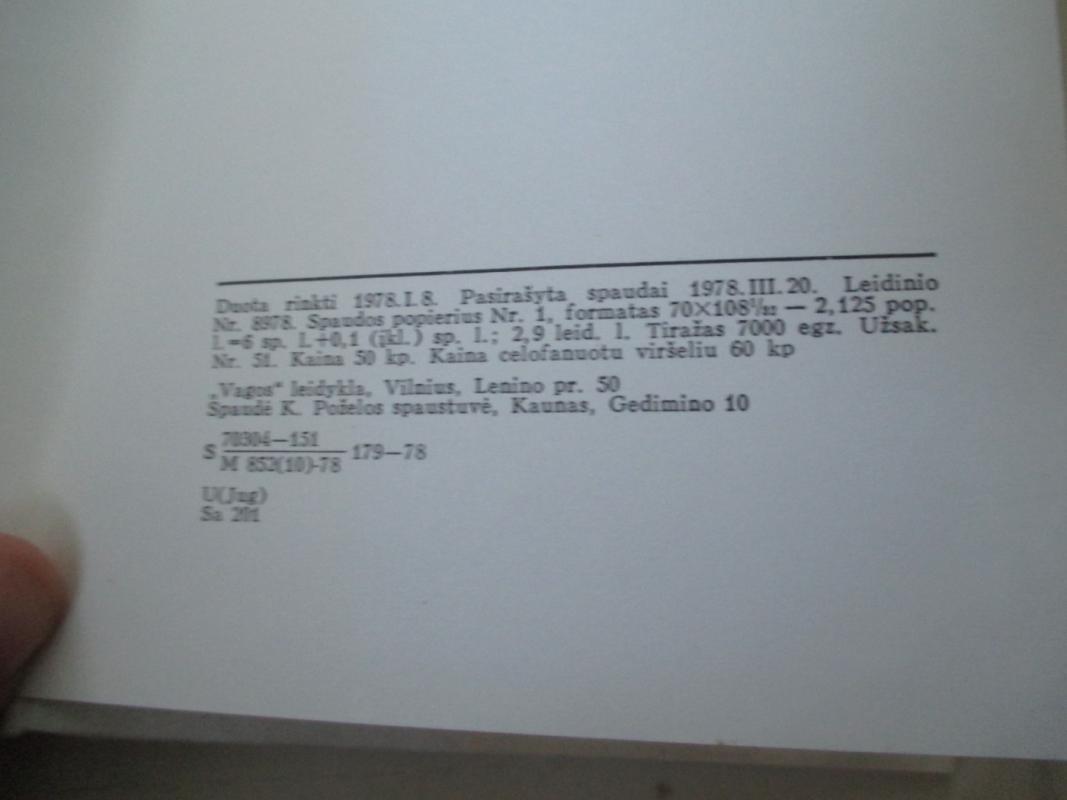 Duota rinkti 1978.I.8. Pasirašyta spaudai 1978.III.20. Leidinio
Nr. 8978. Spaudos popierius Nr. 1, formatas 70×108¹/₃₂ — 2,125 pop.
l.=6 sp. l.+0,1 (įkl.) sp. l.; 2,9 leid. l. Tiražas 7000 egz. Užsak.
Nr. 51. Kaina 50 kp. Kaina celofanuotu viršeliu 60 kp
„Vagos“ leidykla, Vilnius, Lenino pr. 50
Spaudė K. Poželos spaustuvė, Kaunas, Gedimino 10
70304—151
S M 852(10)-78 179—78
U(Jug)
Sa 201